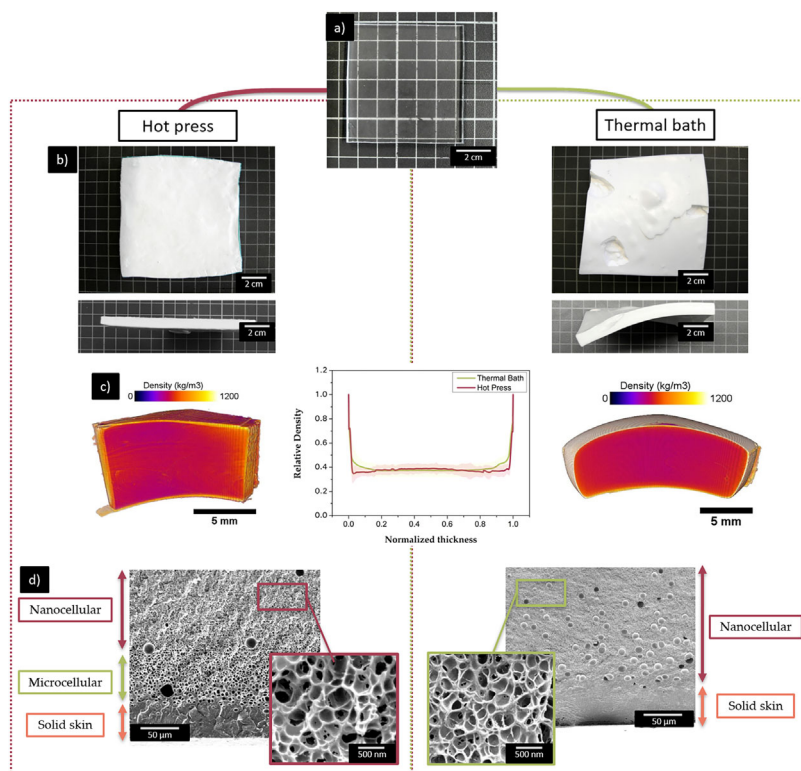 a)
2 cm
Hot press
Thermal bath
b)
2 cm
2 cm
2 cm
2 cm
c)
Density (kg/m3)
0
1200
5 mm
1.2
1.0
0.8
0.6
0.4
0.2
0.0
0.0
0.2
0.4
0.6
0.8
1.0
Relative Density
Normalized thickness
Thermal Bath
Hot Press
Density (kg/m3)
0
1200
5 mm
d)
Nanocellular
Microcellular
Solid skin
50 µm
500 nm
500 nm
50 µm
Nanocellular
Solid skin